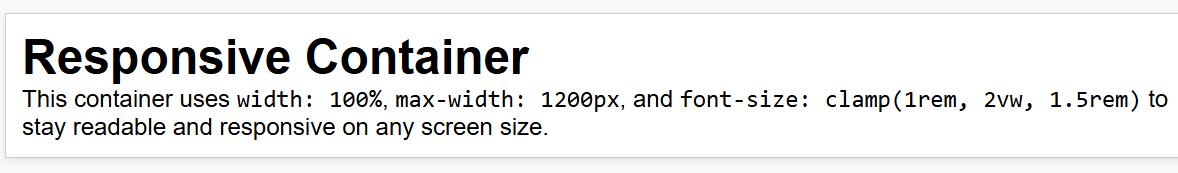 Responsive Container
This container uses width: 100%, max-width: 1200px, and font-size: clamp(1rem, 2vw, 1.5rem) to
stay readable and responsive on any screen size.